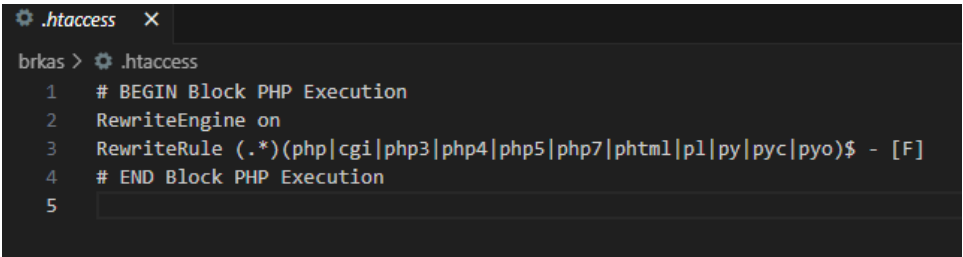 .htaccess ×
brkas > .htaccess
1 # BEGIN Block PHP Execution
2 RewriteEngine on
3 RewriteRule (.*)(php|cgi|php3|php4|php5|php7|phtml|pl|py|pyc|pyo)$ - [F]
4 # END Block PHP Execution
5